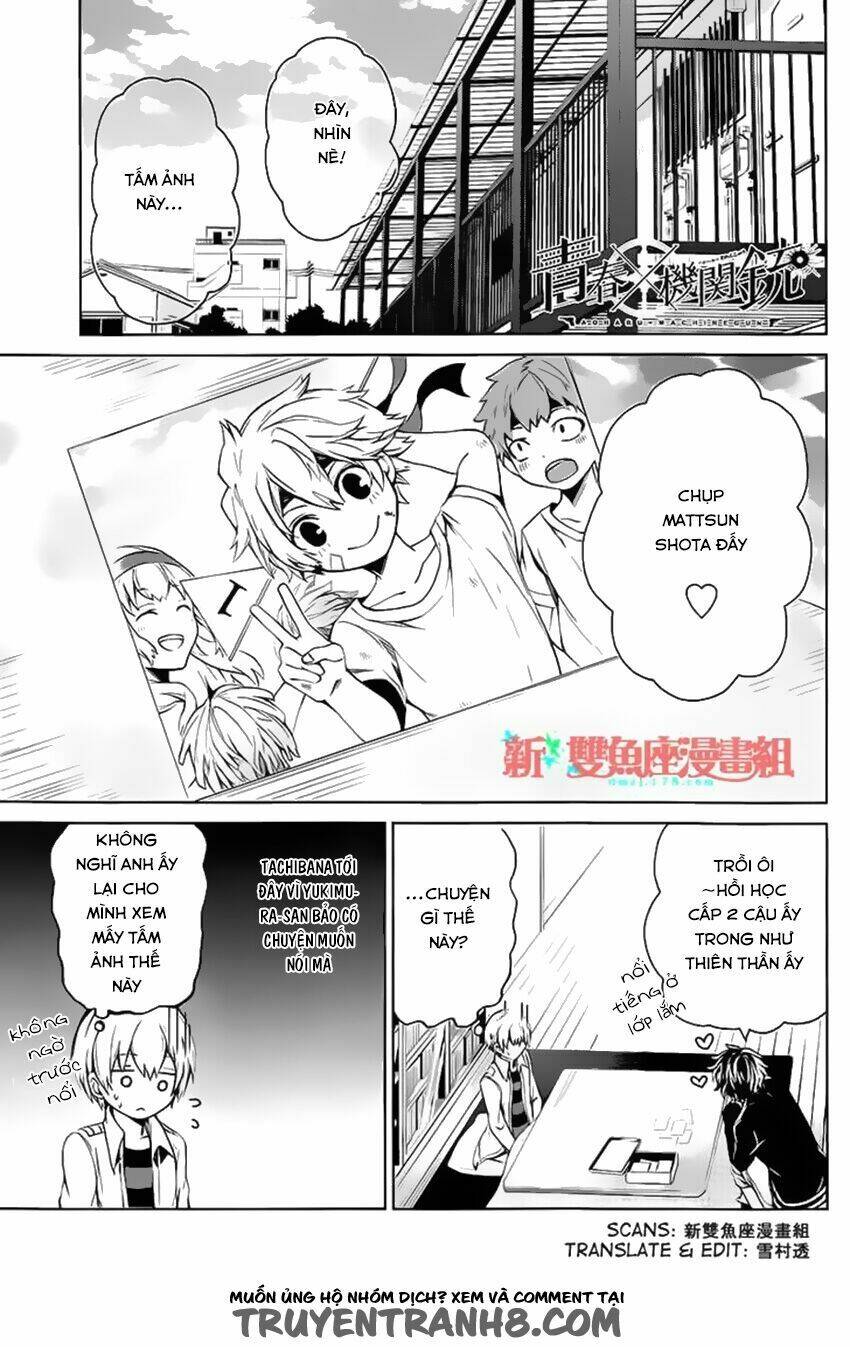 ĐÂY,
NHÌN
NÈ!
TẤM ẢNH
NÀY...
青春×機関銃
AOHARU×MACHINEGUN
CHỤP
MATTSUN
SHOTA ĐẤY
♡
I
新雙魚座漫畫組
TRỒI ÔI
~HỒI HỌC
CẤP 2 CẬU ẤY
TRONG NHƯ
THIÊN THẦN ẤY
nổi
tiếng ở
lớp lắm
...CHUYỆN
GÌ THẾ
NÀY?
TACHIBANA TỚI
ĐÂY VÌ YUKIMU-
RA-SAN BẢO CÓ
CHUYỆN MUỐN
NÓI MÀ
KHÔNG
NGHĨ ANH ẤY
LẠI CHO
MÌNH XEM
MẤY TẤM
ẢNH THẾ
NÀY
không
ngờ
trước
nổi
SCANS: 新雙魚座漫畫組
TRANSLATE & EDIT: 雪村透
MUỐN ỦNG HỘ NHÓM DỊCH? XEM VÀ COMMENT TẠI
TRUYENTRANH8.COM